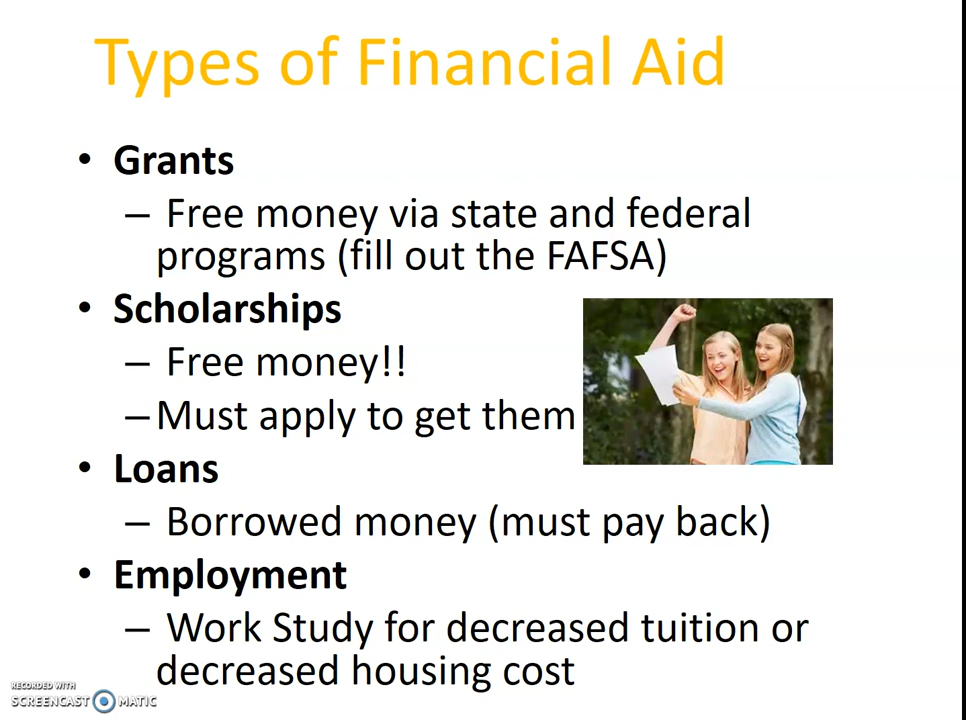 Types of Financial Aid
• Grants
– Free money via state and federal
programs (fill out the FAFSA)
• Scholarships
– Free money!!
– Must apply to get them
• Loans
– Borrowed money (must pay back)
• Employment
– Work Study for decreased tuition or
decreased housing cost
RECORDED WITH
SCREENCAST MATIC